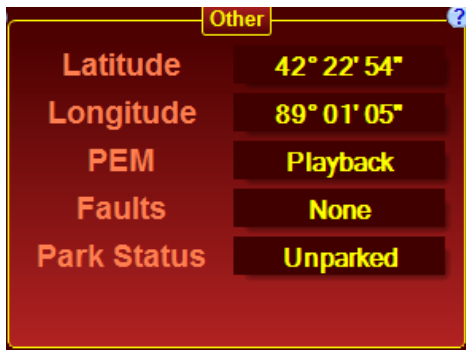 Other
?
Latitude 42° 22' 54"
Longitude 89° 01' 05"
PEM Playback
Faults None
Park Status Unparked